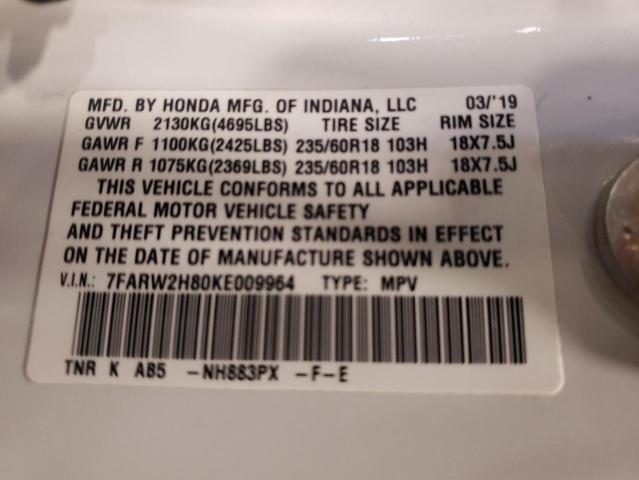 MFD. BY HONDA MFG. OF INDIANA, LLC 03/'19
GVWR 2130KG(4695LBS) TIRE SIZE RIM SIZE
GAWR F 1100KG(2425LBS) 235/60R18 103H 18X7.5J
GAWR R 1075KG(2369LBS) 235/60R18 103H 18X7.5J
THIS VEHICLE CONFORMS TO ALL APPLICABLE
FEDERAL MOTOR VEHICLE SAFETY
AND THEFT PREVENTION STANDARDS IN EFFECT
ON THE DATE OF MANUFACTURE SHOWN ABOVE.
V.I.N.: 7FARW2H80KE009964 TYPE: MPV
TNR K AB5 -NH883PX -F-E